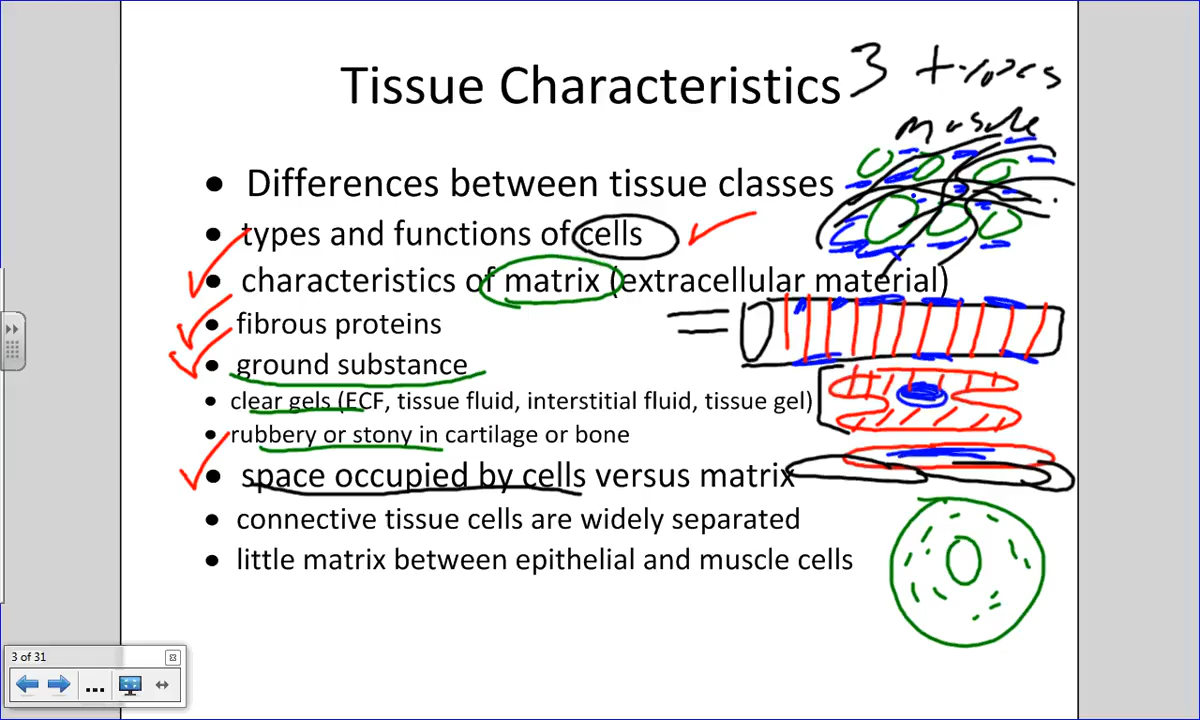 Tissue Characteristics
3 types
muscle
• Differences between tissue classes
• types and functions of cells
• characteristics of matrix (extracellular material)
• fibrous proteins
• ground substance
• clear gels (ECF, tissue fluid, interstitial fluid, tissue gel)
• rubbery or stony in cartilage or bone
• space occupied by cells versus matrix
• connective tissue cells are widely separated
• little matrix between epithelial and muscle cells
3 of 31
...